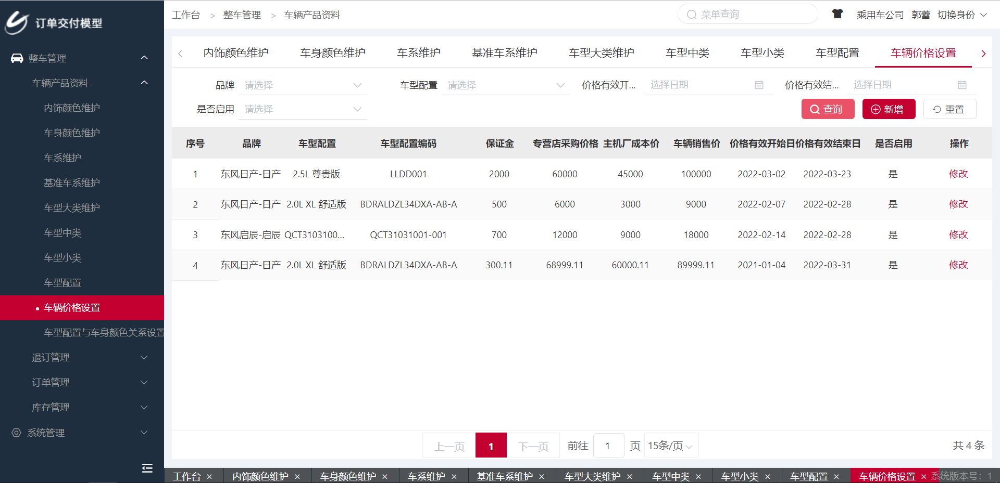 订单交付模型
工作台 > 整车管理 > 车辆产品资料
菜单查询
乘用车公司 郭蕾 切换身份
整车管理
车辆产品资料
内饰颜色维护
车身颜色维护
车系维护
基准车系维护
车型大类维护
车型中类
车型小类
车型配置
车辆价格设置
车型配置与车身颜色关系设置
退订管理
订单管理
库存管理
系统管理
内饰颜色维护 车身颜色维护 车系维护 基准车系维护 车型大类维护 车型中类 车型小类 车型配置 车辆价格设置
品牌 请选择 车型配置 请选择 价格有效开... 选择日期 价格有效结... 选择日期
是否启用 请选择 查询 新增 重置
序号 品牌 车型配置 车型配置编码 保证金 专营店采购价格 主机厂成本价 车辆销售价 价格有效开始日 价格有效结束日 是否启用 操作
1 东风日产-日产 2.5L 尊贵版 LLDD001 2000 60000 45000 100000 2022-03-02 2022-03-23 是 修改
2 东风日产-日产 2.0L XL 舒适版 BDRALDZL34DXA-AB-A 500 6000 3000 9000 2022-02-07 2022-02-28 是 修改
3 东风启辰-启辰 QCT3103100... QCT31031001-001 700 12000 9000 18000 2022-02-14 2022-02-28 是 修改
4 东风日产-日产 2.0L XL 舒适版 BDRALDZL34DXA-AB-A 300.11 68999.11 60000.11 89999.11 2021-01-04 2022-03-31 是 修改
上一页 1 下一页 前往 1 页 15条/页 共 4 条
工作台 × 内饰颜色维护 × 车身颜色维护 × 车系维护 × 基准车系维护 × 车型大类维护 × 车型中类 × 车型小类 × 车型配置 × 车辆价格设置 × 系统版本号：1